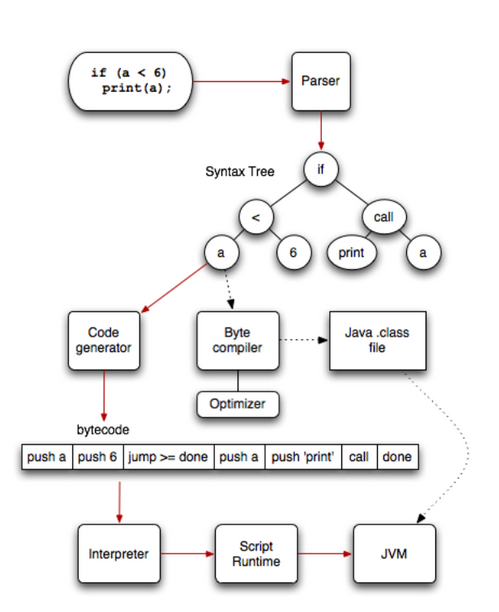 if (a < 6)
print(a);
Parser
Syntax Tree
if
<
call
a
6
print
a
Code
generator
Byte
compiler
Java .class
file
Optimizer
bytecode
push a
push 6
jump >= done
push a
push 'print'
call
done
Interpreter
Script
Runtime
JVM